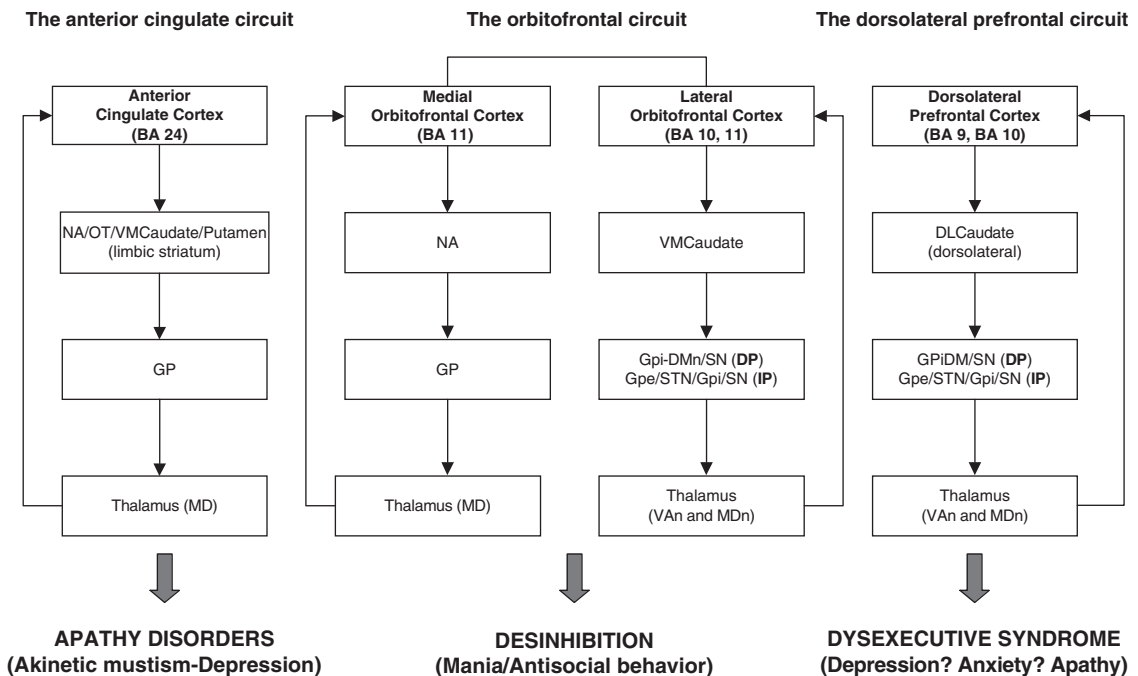 The anterior cingulate circuit
The orbitofrontal circuit
The dorsolateral prefrontal circuit
Anterior
Cingulate Cortex
(BA 24)
NA/OT/VMCaudate/Putamen
(limbic striatum)
GP
Thalamus (MD)
APATHY DISORDERS
(Akinetic mustism-Depression)
Medial
Orbitofrontal Cortex
(BA 11)
NA
GP
Thalamus (MD)
Lateral
Orbitofrontal Cortex
(BA 10, 11)
VMCaudate
Gpi-DMn/SN (DP)
Gpe/STN/Gpi/SN (IP)
Thalamus
(VAn and MDn)
DESINHIBITION
(Mania/Antisocial behavior)
Dorsolateral
Prefrontal Cortex
(BA 9, BA 10)
DLCaudate
(dorsolateral)
GPiDM/SN (DP)
Gpe/STN/Gpi/SN (IP)
Thalamus
(VAn and MDn)
DYSEXECUTIVE SYNDROME
(Depression? Anxiety? Apathy)